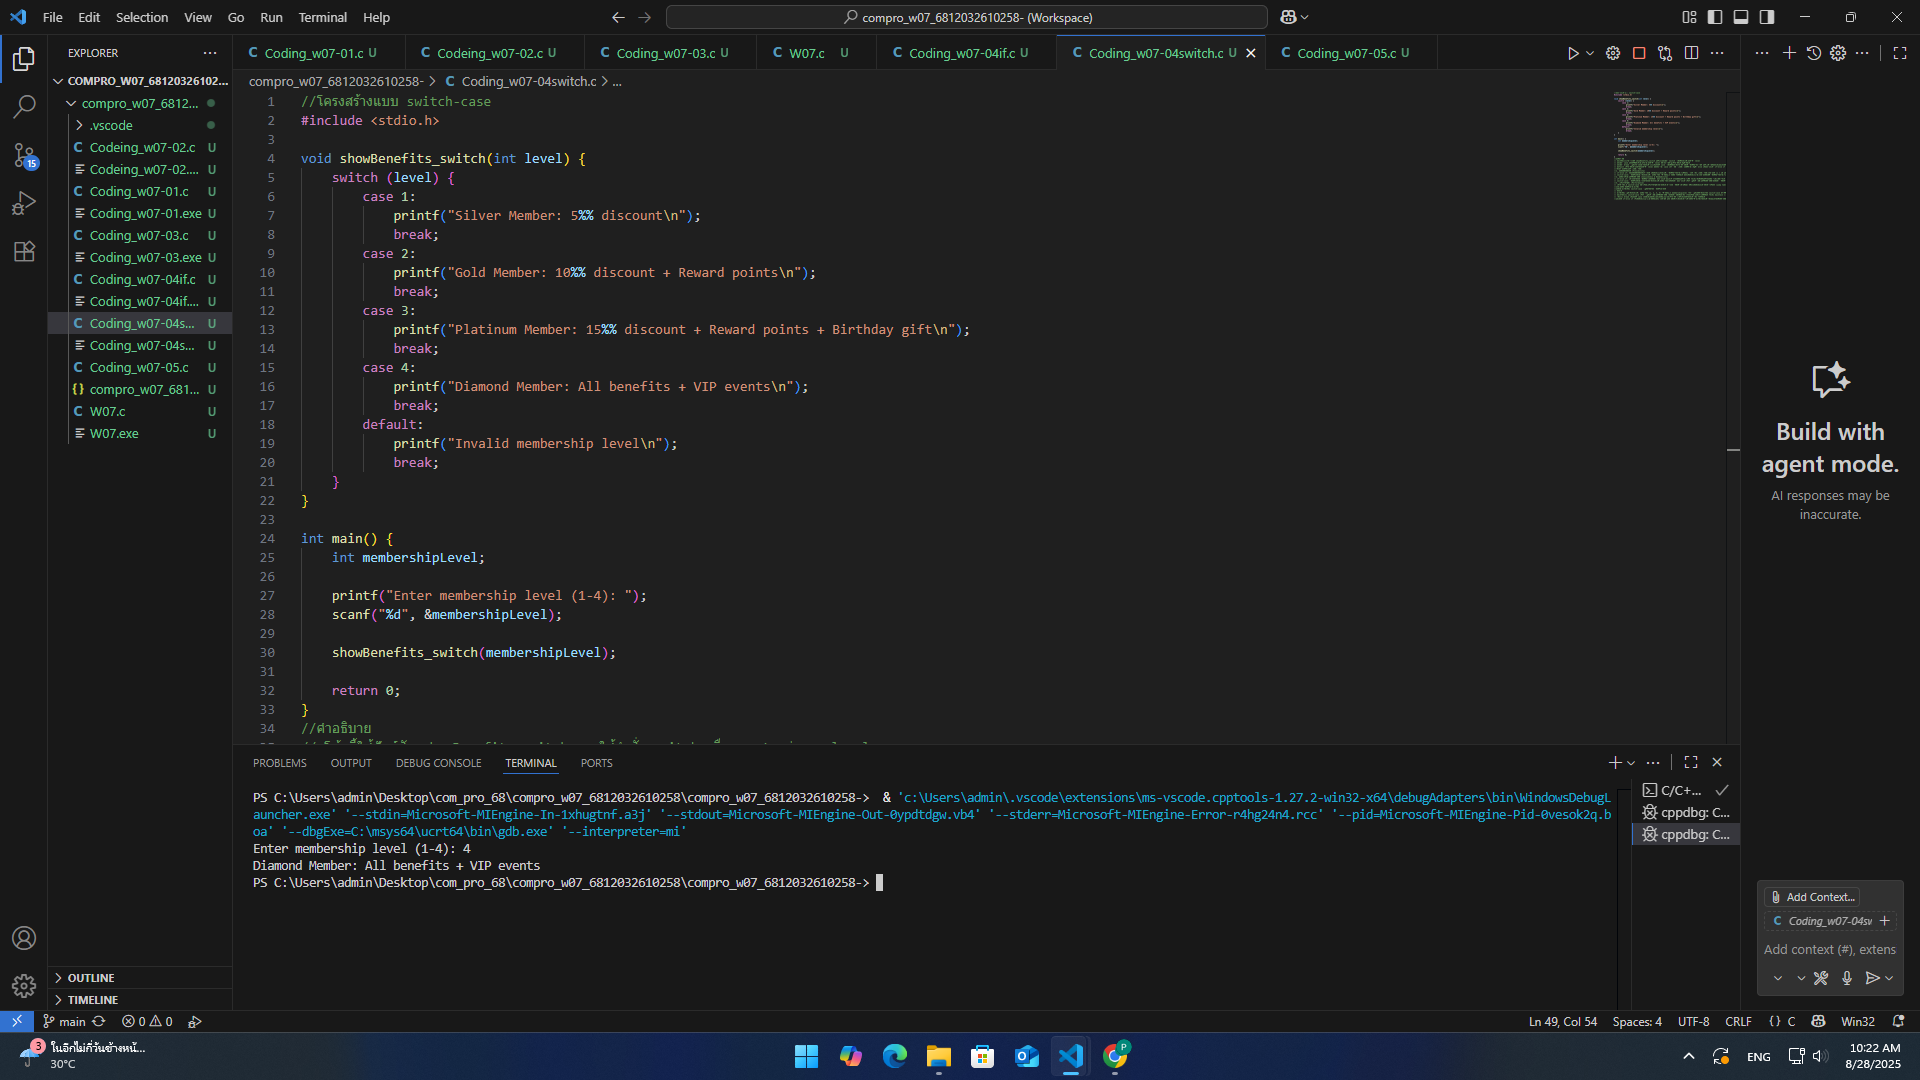 File Edit Selection View Go Run Terminal Help
compro_w07_6812032610258- (Workspace)
EXPLORER
COMPRO_W07_68120326102...
compro_w07_6812...
.vscode
Codeing_w07-02.c U
Codeing_w07-02.... U
Coding_w07-01.c U
Coding_w07-01.exe U
Coding_w07-03.c U
Coding_w07-03.exe U
Coding_w07-04if.c U
Coding_w07-04if.... U
Coding_w07-04s... U
Coding_w07-04s... U
Coding_w07-05.c U
compro_w07_681... U
W07.c U
W07.exe U
OUTLINE
TIMELINE
15
Coding_w07-01.c U
Codeing_w07-02.c U
Coding_w07-03.c U
W07.c U
Coding_w07-04if.c U
Coding_w07-04switch.c U
Coding_w07-05.c U
compro_w07_6812032610258- > C Coding_w07-04switch.c > ...
1 //โครงสร้างแบบ switch-case
2 #include <stdio.h>
3
4 void showBenefits_switch(int level) {
5 switch (level) {
6 case 1:
7 printf("Silver Member: 5%% discount\n");
8 break;
9 case 2:
10 printf("Gold Member: 10%% discount + Reward points\n");
11 break;
12 case 3:
13 printf("Platinum Member: 15%% discount + Reward points + Birthday gift\n");
14 break;
15 case 4:
16 printf("Diamond Member: All benefits + VIP events\n");
17 break;
18 default:
19 printf("Invalid membership level\n");
20 break;
21 }
22 }
23
24 int main() {
25 int membershipLevel;
26
27 printf("Enter membership level (1-4): ");
28 scanf("%d", &membershipLevel);
29
30 showBenefits_switch(membershipLevel);
31
32 return 0;
33 }
34 //คำอธิบาย
PROBLEMS OUTPUT DEBUG CONSOLE TERMINAL PORTS
PS C:\Users\admin\Desktop\com_pro_68\compro_w07_6812032610258\compro_w07_6812032610258-> & 'c:\Users\admin\.vscode\extensions\ms-vscode.cpptools-1.27.2-win32-x64\debugAdapters\bin\WindowsDebugL
auncher.exe' '--stdin=Microsoft-MIEngine-In-1xhugtnf.a3j' '--stdout=Microsoft-MIEngine-Out-0ypdtdgw.vb4' '--stderr=Microsoft-MIEngine-Error-r4hg24n4.rcc' '--pid=Microsoft-MIEngine-Pid-0vesok2q.b
oa' '--dbgExe=C:\msys64\ucrt64\bin\gdb.exe' '--interpreter=mi'
Enter membership level (1-4): 4
Diamond Member: All benefits + VIP events
PS C:\Users\admin\Desktop\com_pro_68\compro_w07_6812032610258\compro_w07_6812032610258->
C/C+...
cppdbg: C...
cppdbg: C...
Build with
agent mode.
AI responses may be
inaccurate.
Add Context...
C Coding_w07-04sw
Add context (#), extens
main
0 0
Ln 49, Col 54 Spaces: 4 UTF-8 CRLF {} C Win32
3
ในอีกไม่กี่วันข้างหน้...
30°C
P
ENG
10:22 AM
8/28/2025